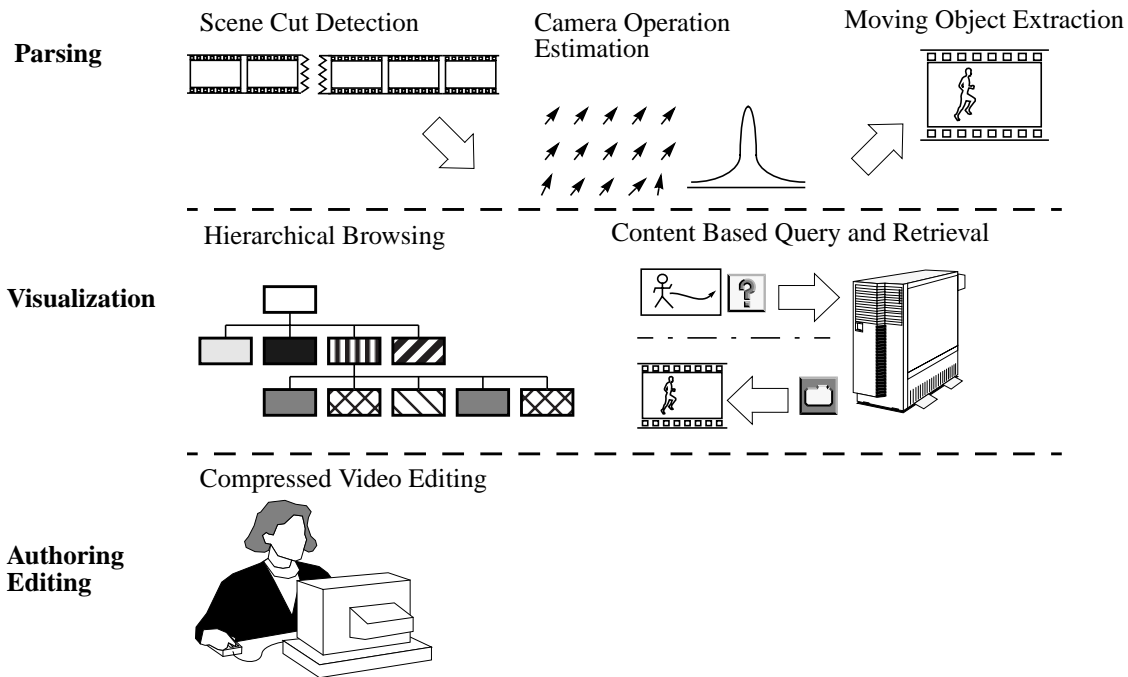 Scene Cut Detection
Camera Operation
Estimation
Moving Object Extraction
Parsing
Hierarchical Browsing
Content Based Query and Retrieval
Visualization
?
Compressed Video Editing
Authoring
Editing